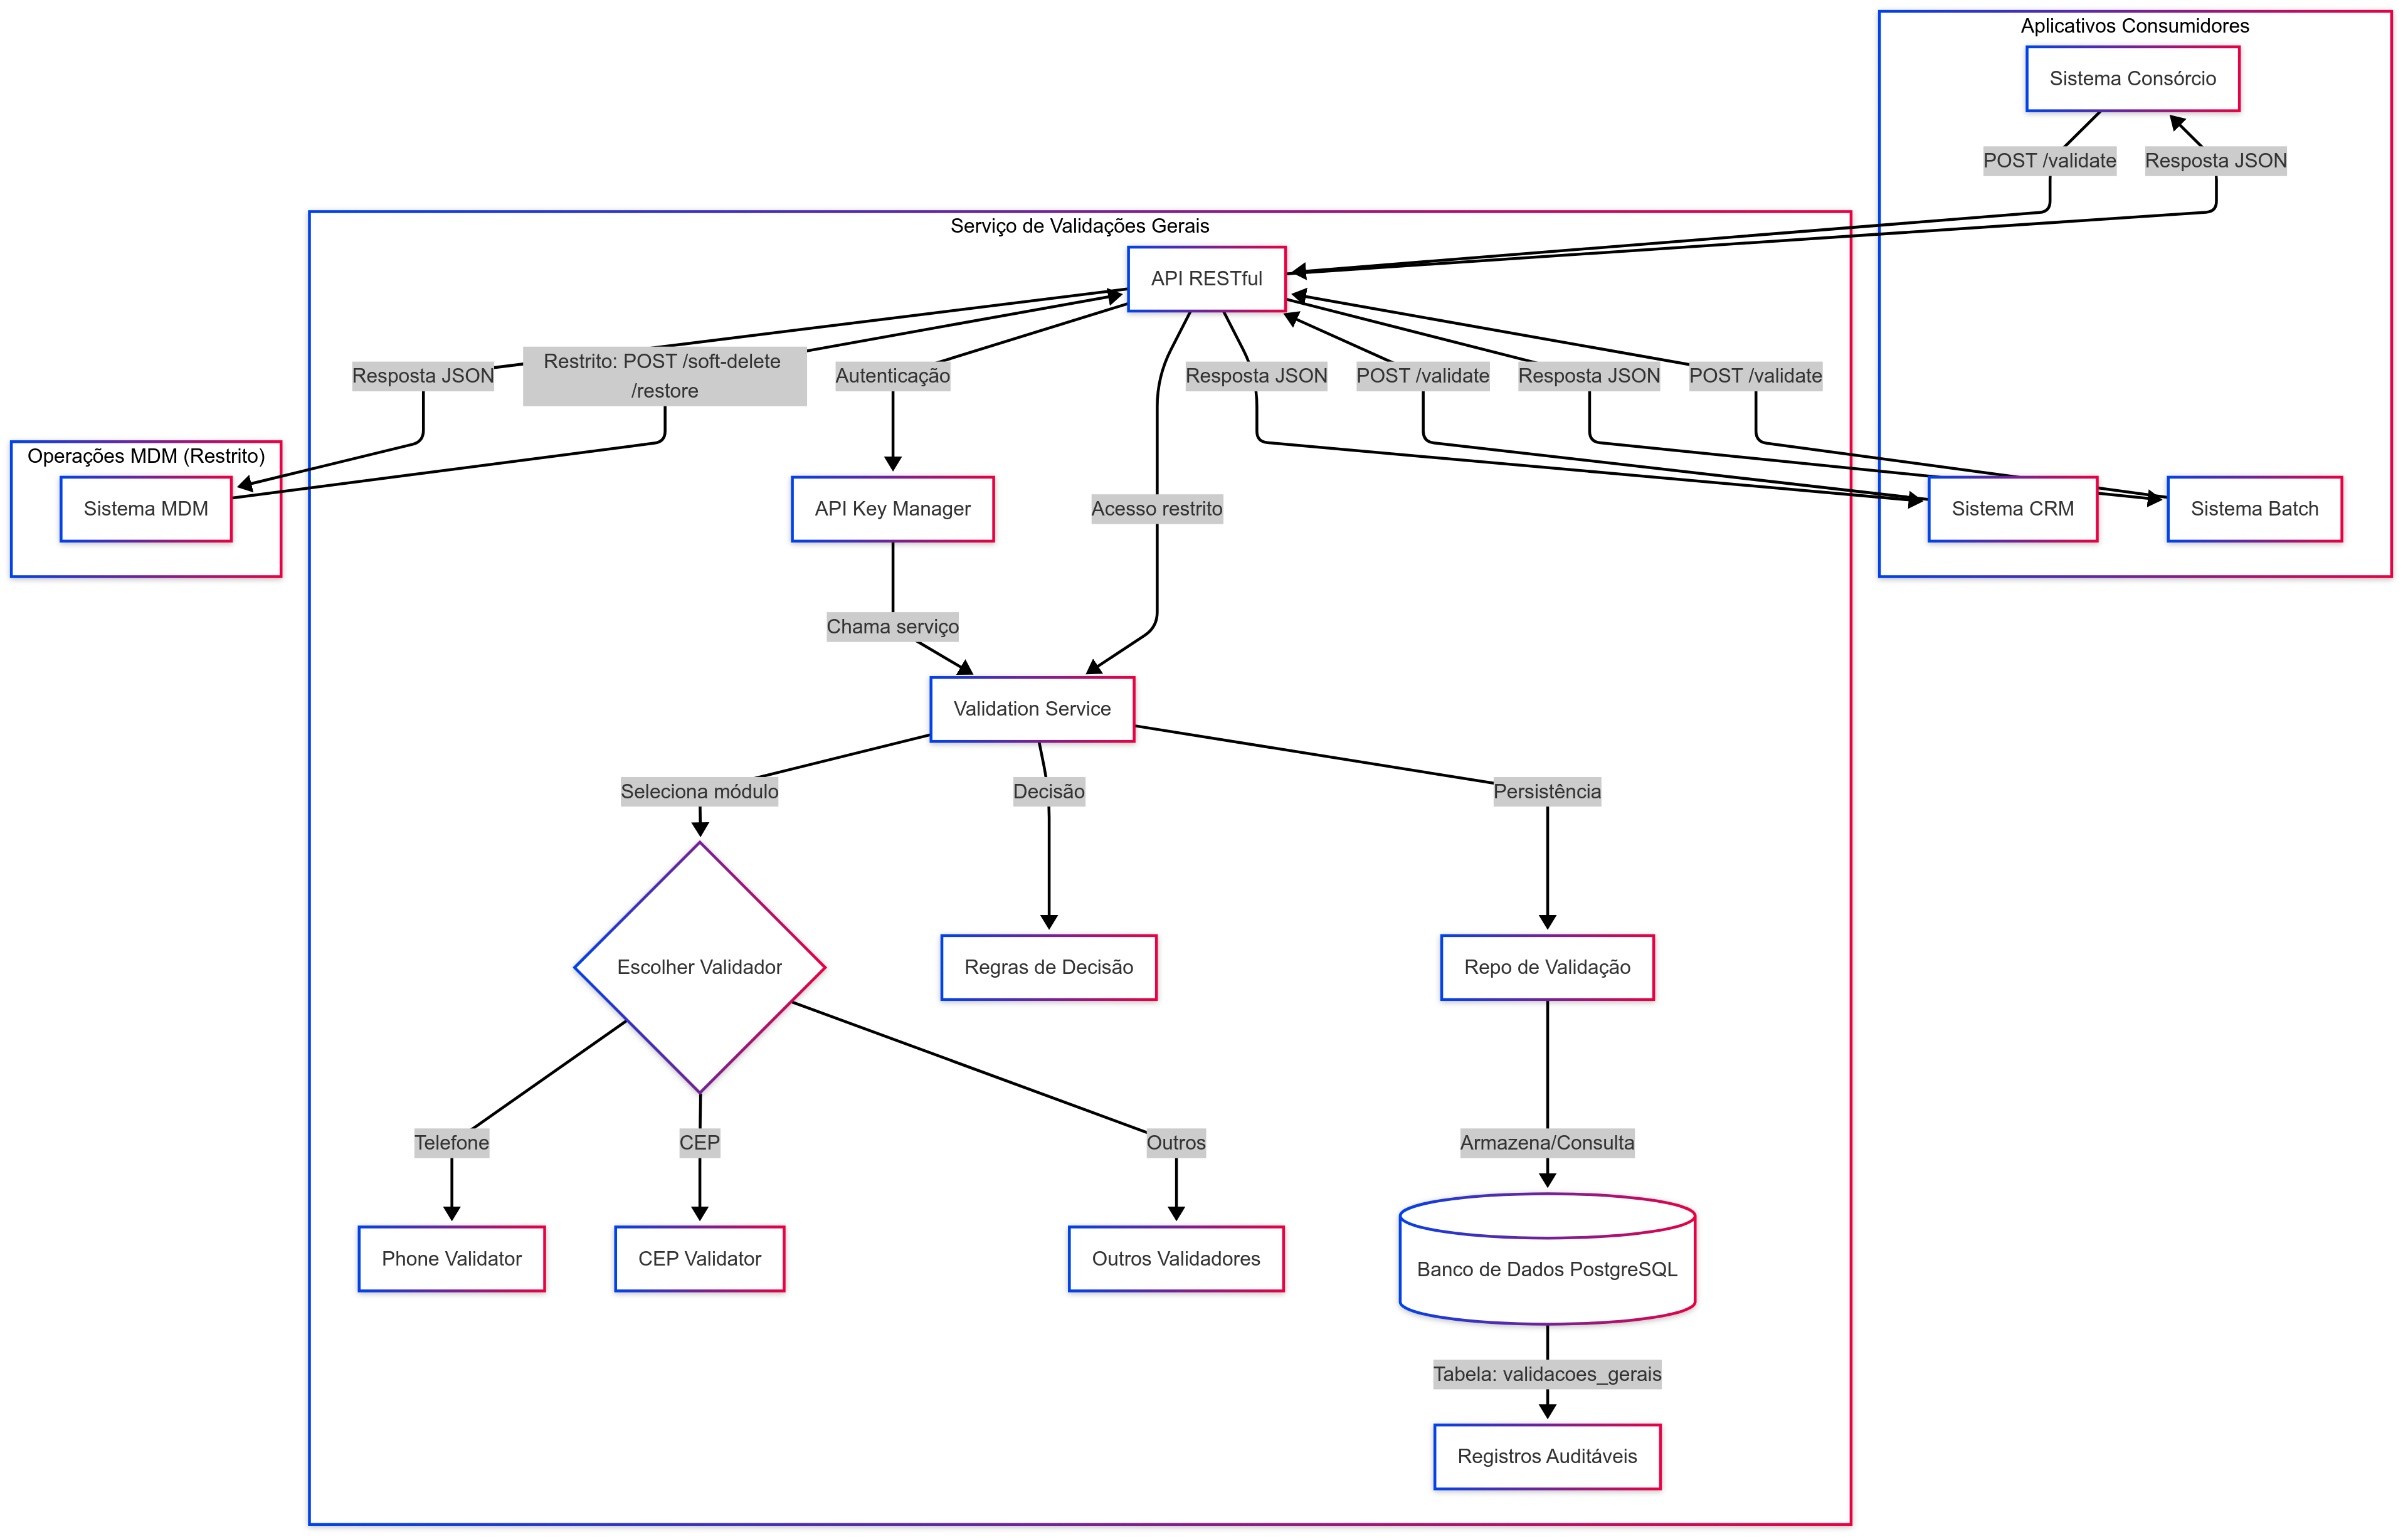 Aplicativos Consumidores
Sistema Consórcio
POST /validate
Resposta JSON
Serviço de Validações Gerais
API RESTful
Resposta JSON
Restrito: POST /soft-delete
/restore
Autenticação
Resposta JSON
POST /validate
Resposta JSON
POST /validate
Operações MDM (Restrito)
Sistema MDM
API Key Manager
Acesso restrito
Sistema CRM
Sistema Batch
Chama serviço
Validation Service
Seleciona módulo
Decisão
Persistência
Escolher Validador
Regras de Decisão
Repo de Validação
Telefone
CEP
Outros
Armazena/Consulta
Phone Validator
CEP Validator
Outros Validadores
Banco de Dados PostgreSQL
Tabela: validacoes_gerais
Registros Auditáveis